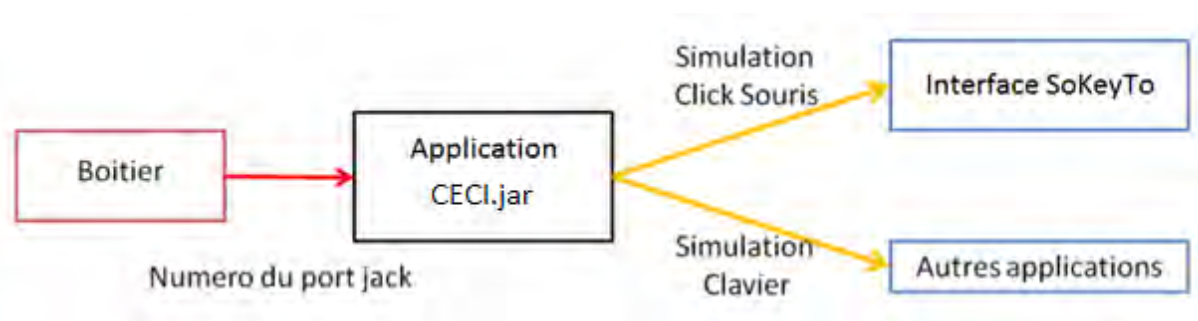 Boitier
Numero du port jack
Application
CECI.jar
Simulation
Click Souris
Interface SoKeyTo
Simulation
Clavier
Autres applications